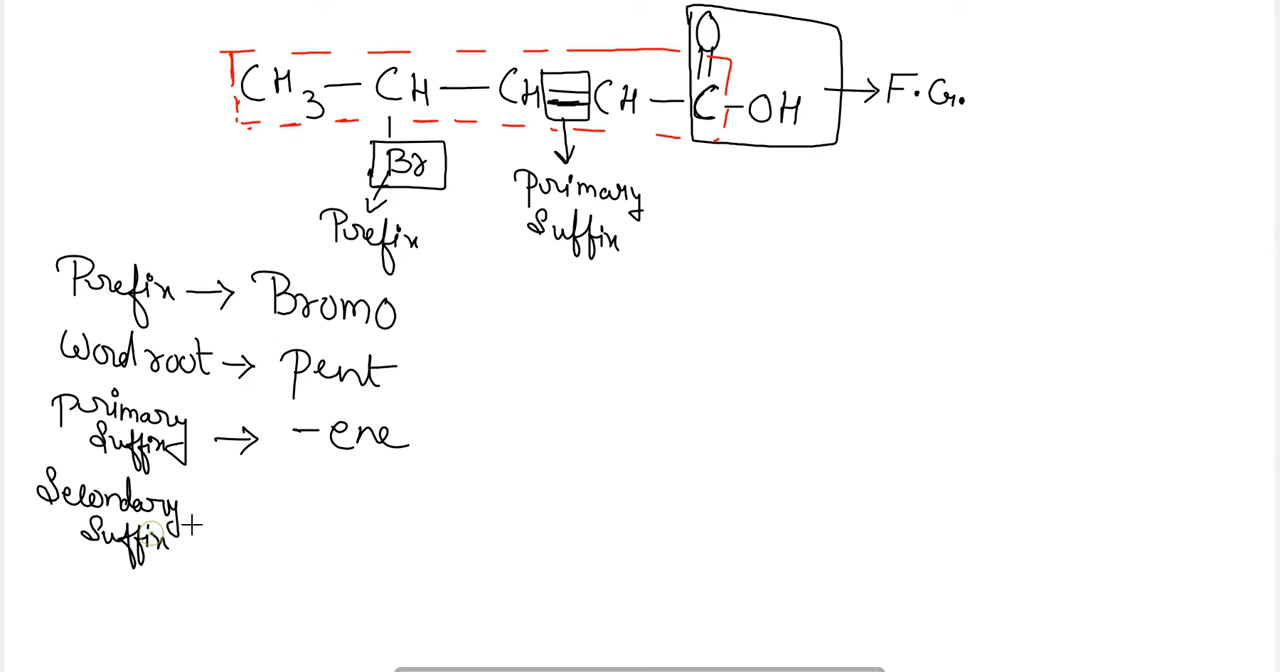 O
CH3 — CH — CH = CH — C — OH → F.G.
Br
Prefix
Primary
Suffix
Prefix → Bromo
Word root → Pent
Primary
Suffix → -ene
Secondary
Suffix